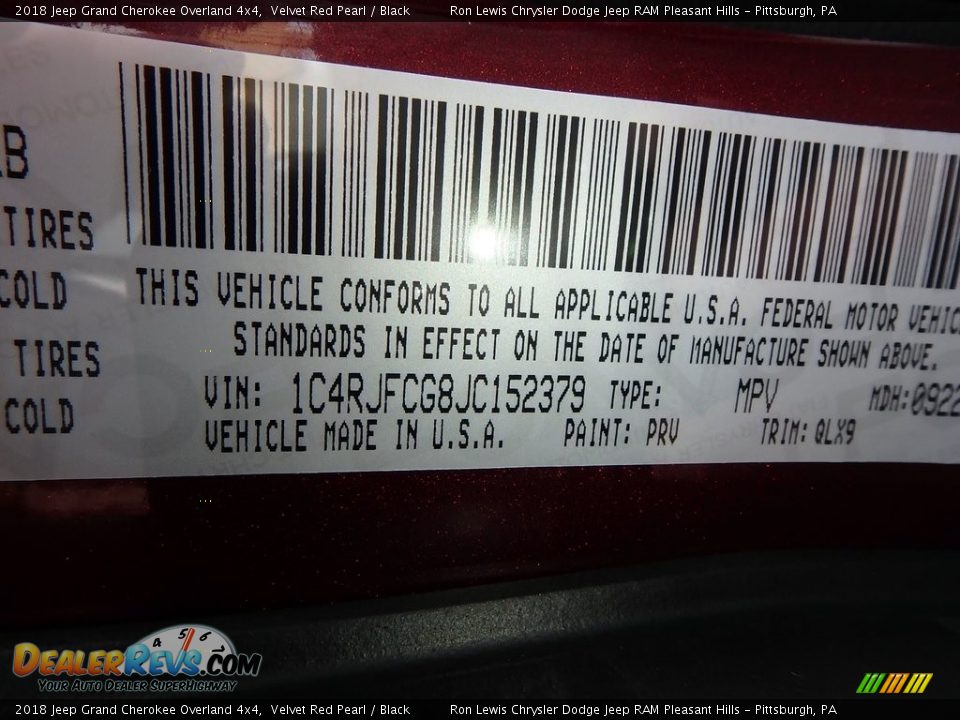 2018 Jeep Grand Cherokee Overland 4x4, Velvet Red Pearl / Black Ron Lewis Chrysler Dodge Jeep RAM Pleasant Hills - Pittsburgh, PA
B
TIRES
COLD
TIRES
COLD
THIS VEHICLE CONFORMS TO ALL APPLICABLE U.S.A. FEDERAL MOTOR VEHIC
STANDARDS IN EFFECT ON THE DATE OF MANUFACTURE SHOWN ABOVE.
VIN: 1C4RJFCG8JC152379 TYPE: MPV MDH:0922
VEHICLE MADE IN U.S.A. PAINT: PRV TRIM: QLX9
4 5 6
DEALERREVS.COM
YOUR AUTO DEALER SUPERHIGHWAY
2018 Jeep Grand Cherokee Overland 4x4, Velvet Red Pearl / Black Ron Lewis Chrysler Dodge Jeep RAM Pleasant Hills - Pittsburgh, PA